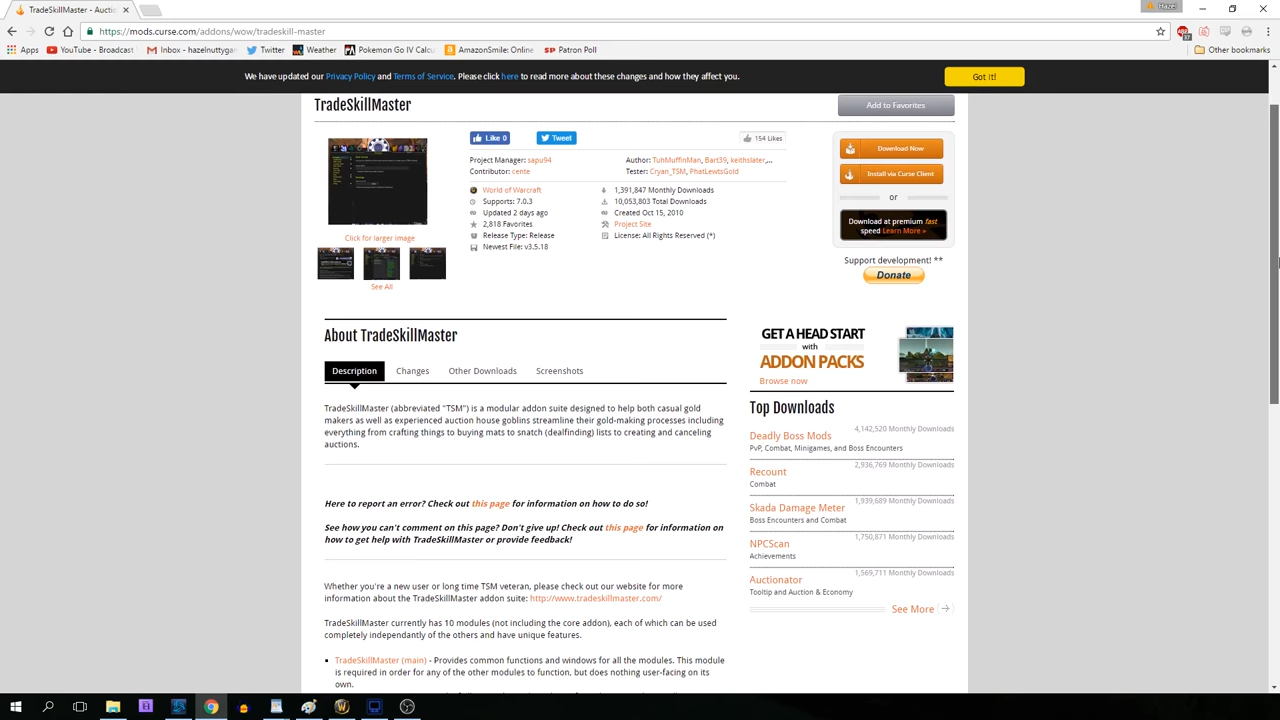 TradeSkillMaster - Auctio
Hazel
https://mods.curse.com/addons/wow/tradeskill-master
Apps
YouTube - Broadcast
Inbox - hazelnuttygam
Twitter
Weather
Pokemon Go IV Calcu
AmazonSmile: Online
SP Patron Poll
Other bookmarks
We have updated our Privacy Policy and Terms of Service. Please click here to read more about these changes and how they affect you.
Got it!
TradeSkillMaster
Add to Favorites
Like 0
Tweet
154 Likes
Project Manager: sapu94
Contributor: cente
Author: TuhMuffinMan, Bart39, keithslater,...
Tester: Cryan_TSM, PhatLewtsGold
World of Warcraft
Supports: 7.0.3
Updated 2 days ago
2,818 Favorites
Release Type: Release
Newest File: v3.5.18
1,391,847 Monthly Downloads
10,053,803 Total Downloads
Created Oct 15, 2010
Project Site
License: All Rights Reserved (*)
Download Now
Install via Curse Client
or
Download at premium fast
speed Learn More »
Support development! **
Donate
Click for larger image
See All
About TradeSkillMaster
Description
Changes
Other Downloads
Screenshots
TradeSkillMaster (abbreviated "TSM") is a modular addon suite designed to help both casual gold
makers as well as experienced auction house goblins streamline their gold-making processes including
everything from crafting things to buying mats to snatch (dealfinding) lists to creating and canceling
auctions.
Here to report an error? Check out this page for information on how to do so!
See how you can't comment on this page? Don't give up! Check out this page for information on
how to get help with TradeSkillMaster or provide feedback!
Whether you're a new user or long time TSM veteran, please check out our website for more
information about the TradeSkillMaster addon suite: http://www.tradeskillmaster.com/
TradeSkillMaster currently has 10 modules (not including the core addon), each of which can be used
completely independantly of the others and have unique features.
TradeSkillMaster (main) - Provides common functions and windows for all the modules. This module
is required in order for any of the other modules to function, but does nothing user-facing on its
own.
GET A HEAD START
with
ADDON PACKS
Browse now
Top Downloads
4,142,520 Monthly Downloads
Deadly Boss Mods
PvP, Combat, Minigames, and Boss Encounters
2,936,769 Monthly Downloads
Recount
Combat
1,939,689 Monthly Downloads
Skada Damage Meter
Boss Encounters and Combat
1,750,871 Monthly Downloads
NPCScan
Achievements
1,569,711 Monthly Downloads
Auctionator
Tooltip and Auction & Economy
See More